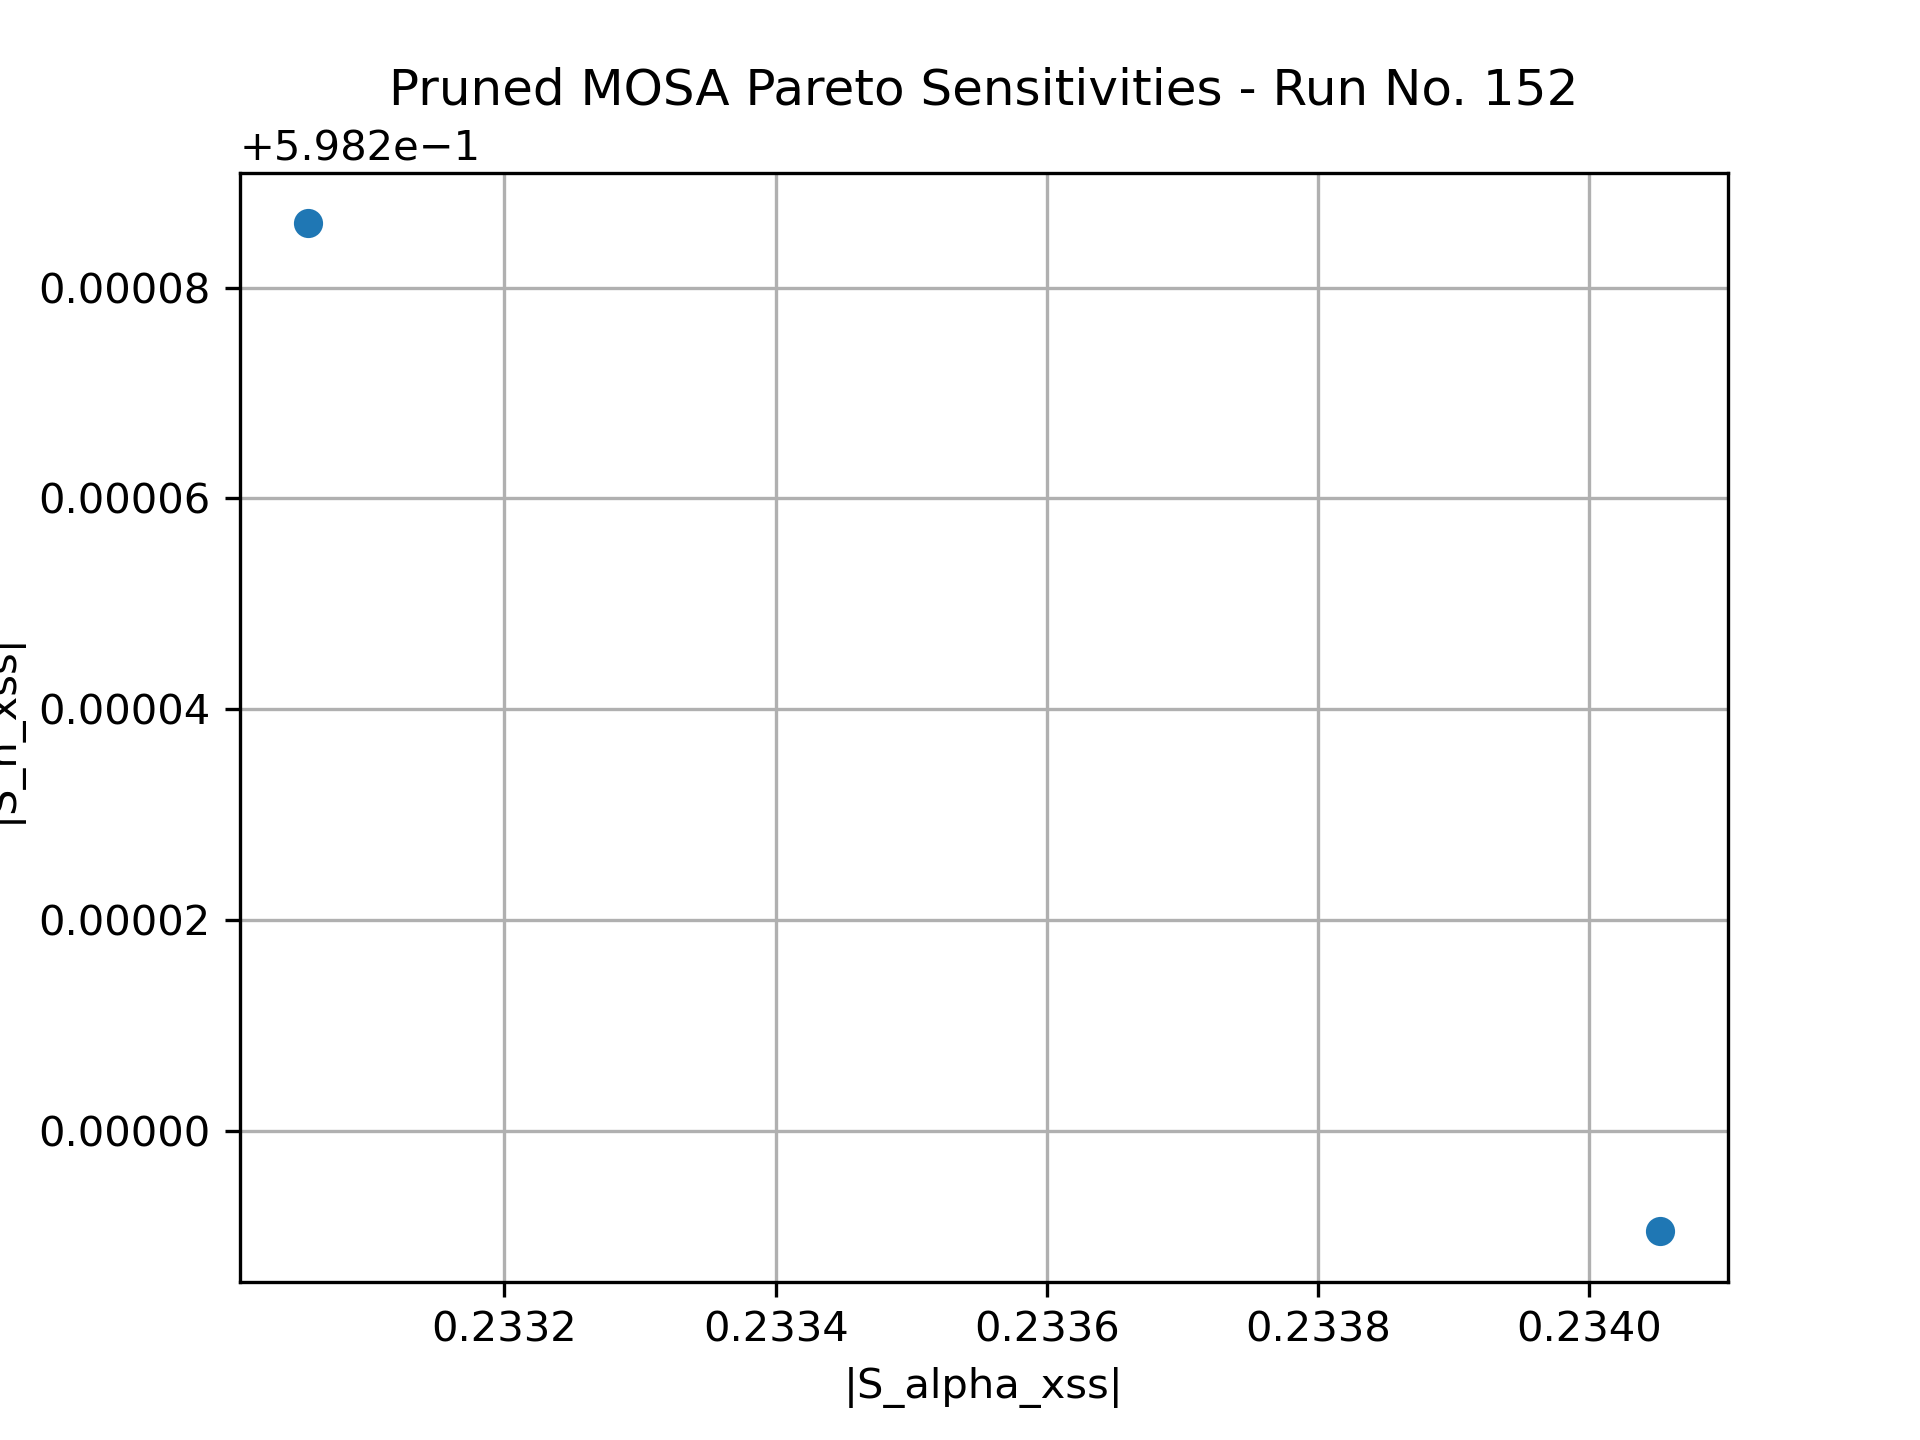 Pruned MOSA Pareto Sensitivities - Run No. 152
+5.982e−1
0.00008
0.00006
0.00004
0.00002
0.00000
|S_n_xss|
0.2332 0.2334 0.2336 0.2338 0.2340
|S_alpha_xss|